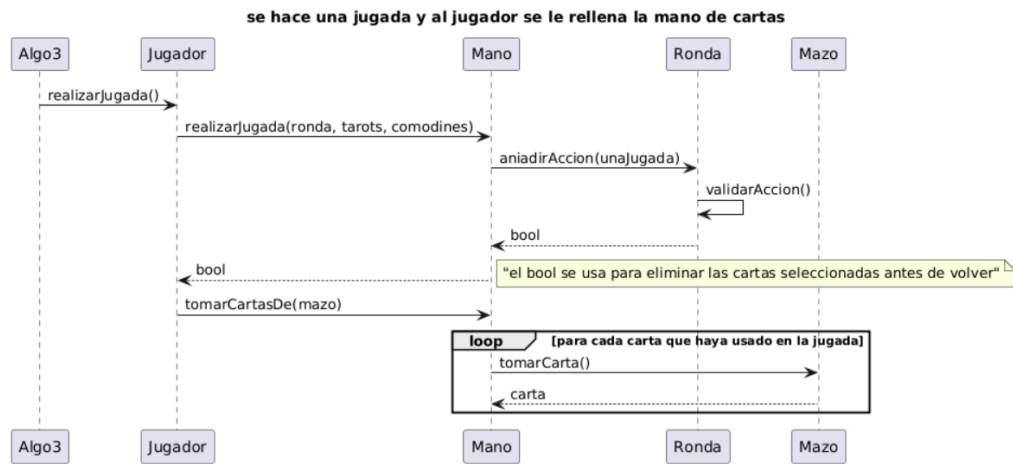 se hace una jugada y al jugador se le rellena la mano de cartas
Algo3 Jugador Mano Ronda Mazo
realizarJugada()
realizarJugada(ronda, tarots, comodines)
aniadirAccion(unaJugada)
validarAccion()
bool
bool
"el bool se usa para eliminar las cartas seleccionadas antes de volver"
tomarCartasDe(mazo)
loop [para cada carta que haya usado en la jugada]
tomarCarta()
carta
Algo3 Jugador Mano Ronda Mazo